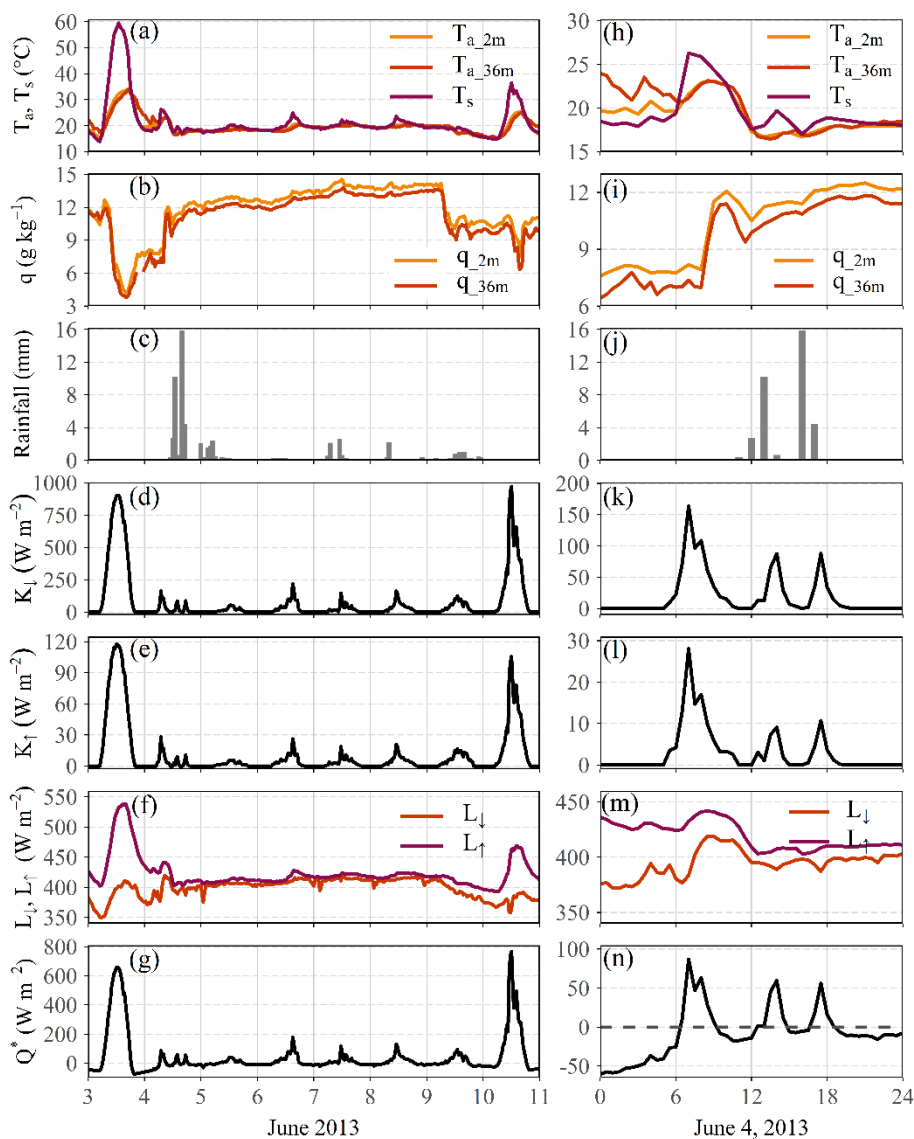 (a)
T_a_2m
T_a_36m
T_s
T_a, T_s (°C)
60
50
40
30
20
10
(h)
T_a_2m
T_a_36m
T_s
30
25
20
15
(b)
q_2m
q_36m
q (g kg⁻¹)
15
12
9
6
3
(i)
q_2m
q_36m
12
9
6
(c)
Rainfall (mm)
16
12
8
4
0
(j)
16
12
8
4
0
(d)
K↓ (W m⁻²)
1000
750
500
250
0
(k)
200
150
100
50
0
(e)
K↑ (W m⁻²)
120
90
60
30
0
(l)
30
20
10
0
(f)
L↓
L↑
L↓, L↑ (W m⁻²)
550
500
450
400
350
(m)
L↓
L↑
450
400
350
(g)
Q* (W m⁻²)
800
600
400
200
0
3 4 5 6 7 8 9 10 11
June 2013
(n)
100
50
0
−50
0 6 12 18 24
June 4, 2013